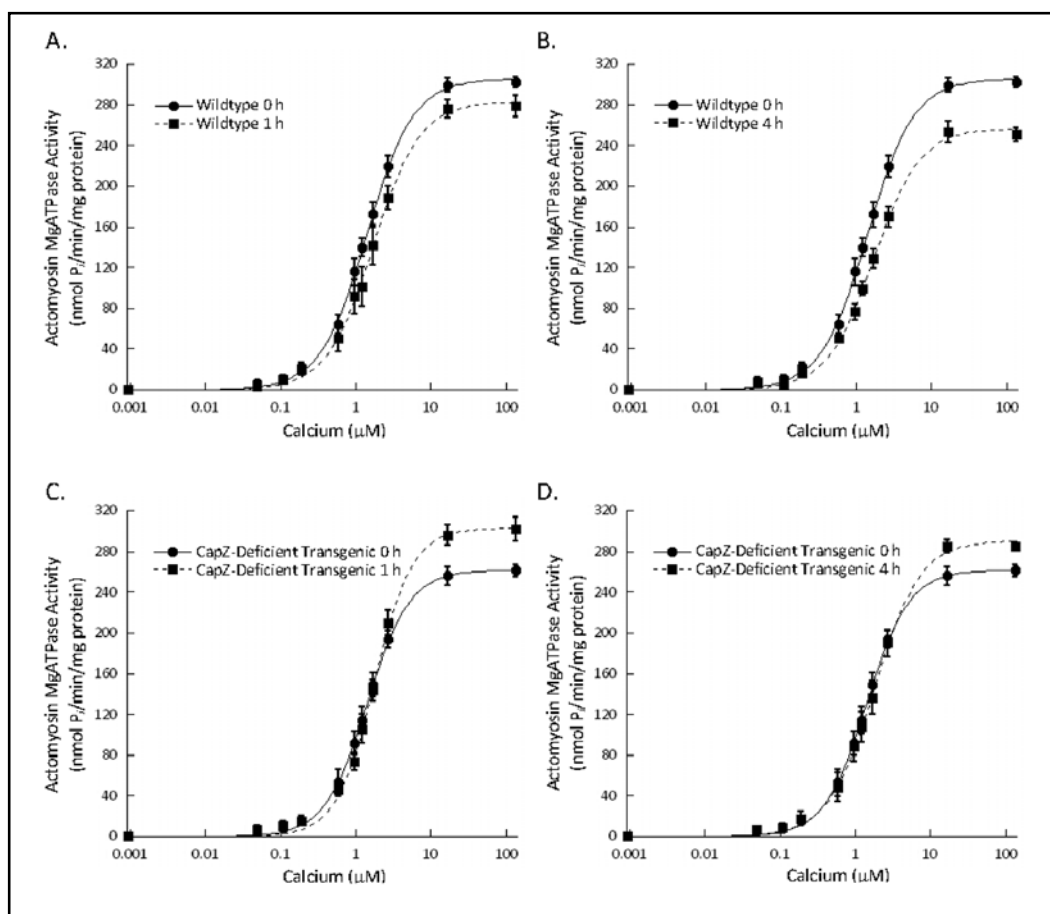 A.
Actomyosin MgATPase Activity
(nmol Pi/min/mg protein)
320
280
240
200
160
120
80
40
0
Wildtype 0 h
Wildtype 1 h
0.001 0.01 0.1 1 10 100
Calcium (µM)
B.
Actomyosin MgATPase Activity
(nmol Pi/min/mg protein)
320
280
240
200
160
120
80
40
0
Wildtype 0 h
Wildtype 4 h
0.001 0.01 0.1 1 10 100
Calcium (µM)
C.
Actomyosin MgATPase Activity
(nmol Pi/min/mg protein)
320
280
240
200
160
120
80
40
0
CapZ-Deficient Transgenic 0 h
CapZ-Deficient Transgenic 1 h
0.001 0.01 0.1 1 10 100
Calcium (µM)
D.
Actomyosin MgATPase Activity
(nmol Pi/min/mg protein)
320
280
240
200
160
120
80
40
0
CapZ-Deficient Transgenic 0 h
CapZ-Deficient Transgenic 4 h
0.001 0.01 0.1 1 10 100
Calcium (µM)